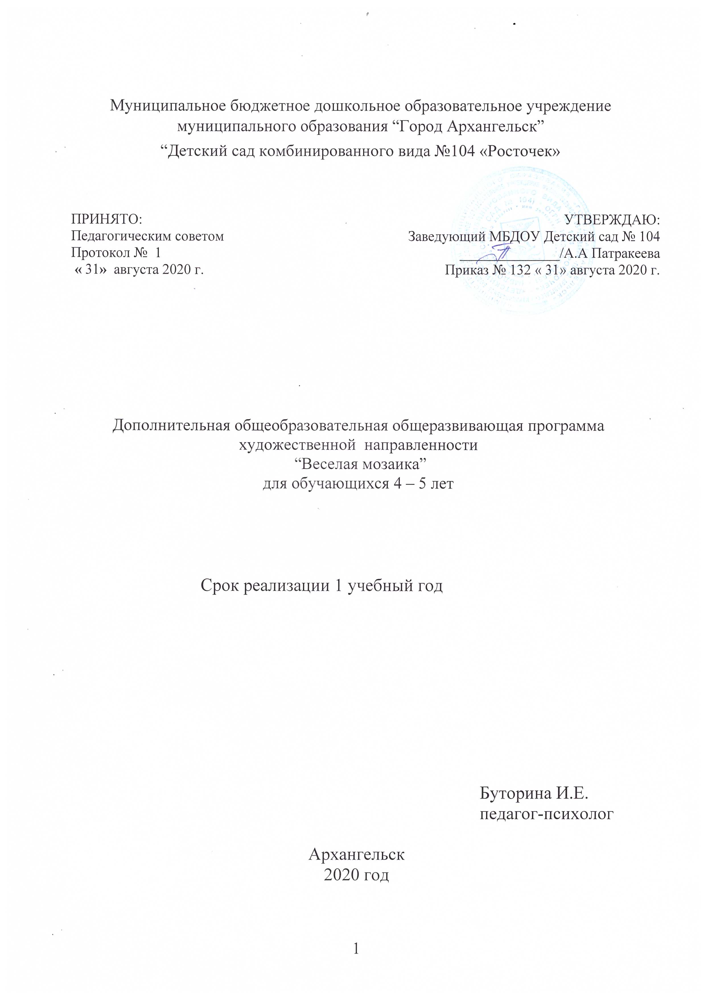 Муниципальное бюджетное дошкольное образовательное учреждение
муниципального образования “Город Архангельск”
“Детский сад комбинированного вида №104 «Росточек»
ПРИНЯТО:
Педагогическим советом
Протокол № 1
« 31» августа 2020 г.
УТВЕРЖДАЮ:
Заведующий МБДОУ Детский сад № 104
______________/А.А Патракеева
Приказ № 132 « 31» августа 2020 г.
Дополнительная общеобразовательная общеразвивающая программа
художественной направленности
“Веселая мозаика”
для обучающихся 4 – 5 лет
Срок реализации 1 учебный год
Буторина И.Е.
педагог-психолог
Архангельск
2020 год
1